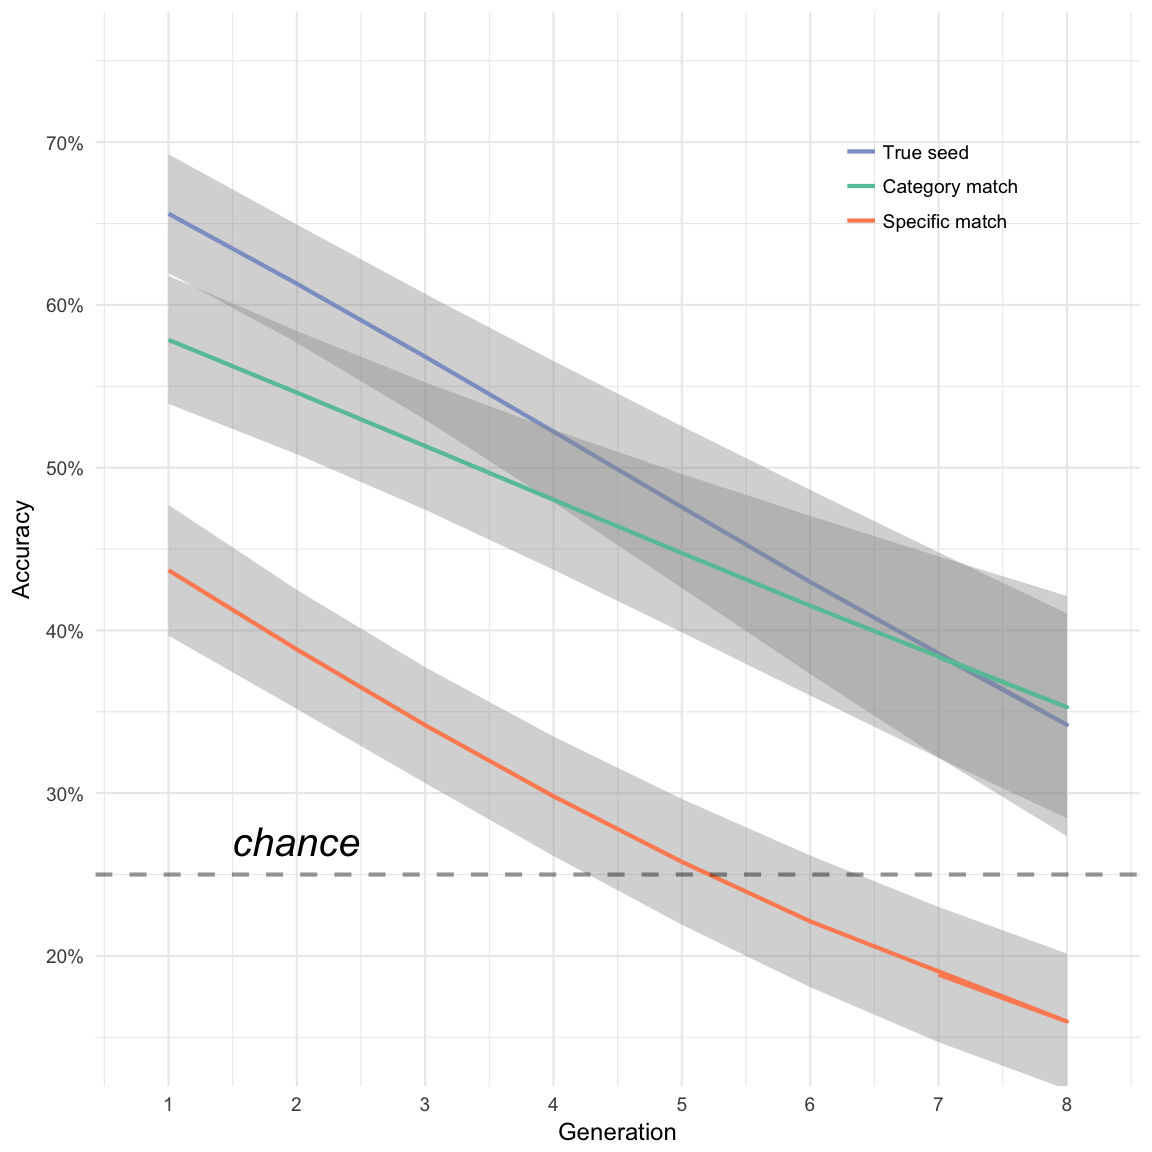 70%
60%
50%
40%
30%
20%
Accuracy
True seed
Category match
Specific match
chance
1 2 3 4 5 6 7 8
Generation